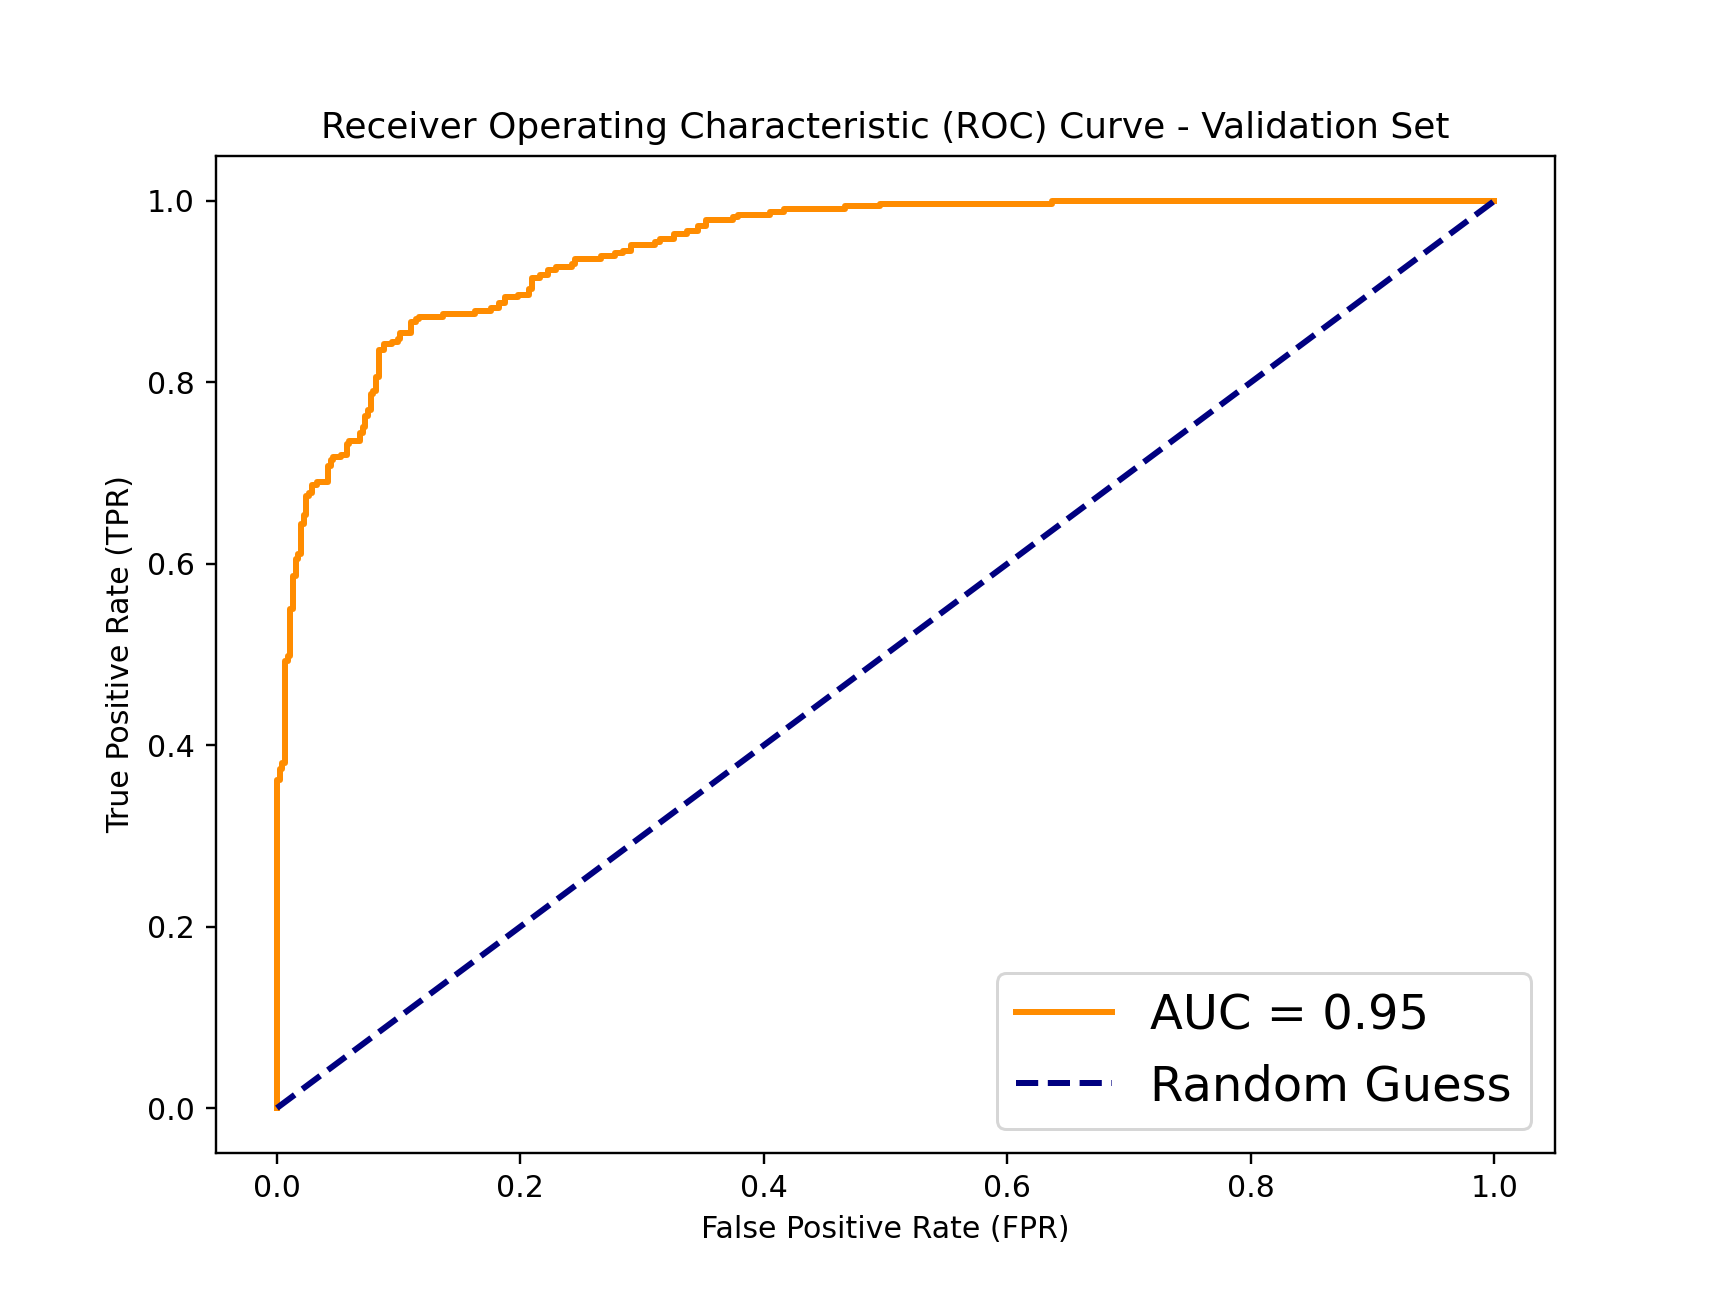 Receiver Operating Characteristic (ROC) Curve - Validation Set
1.0
0.8
0.6
0.4
0.2
0.0
True Positive Rate (TPR)
AUC = 0.95
Random Guess
0.0 0.2 0.4 0.6 0.8 1.0
False Positive Rate (FPR)